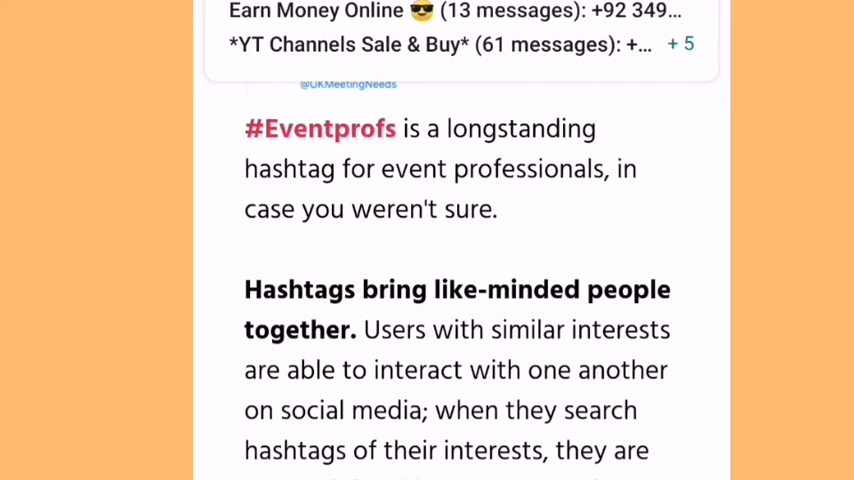 Earn Money Online 😎 (13 messages): +92 349...
*YT Channels Sale & Buy* (61 messages): +... + 5
@UKMeetingNeeds
#Eventprofs is a longstanding
hashtag for event professionals, in
case you weren't sure.
Hashtags bring like-minded people
together. Users with similar interests
are able to interact with one another
on social media; when they search
hashtags of their interests, they are